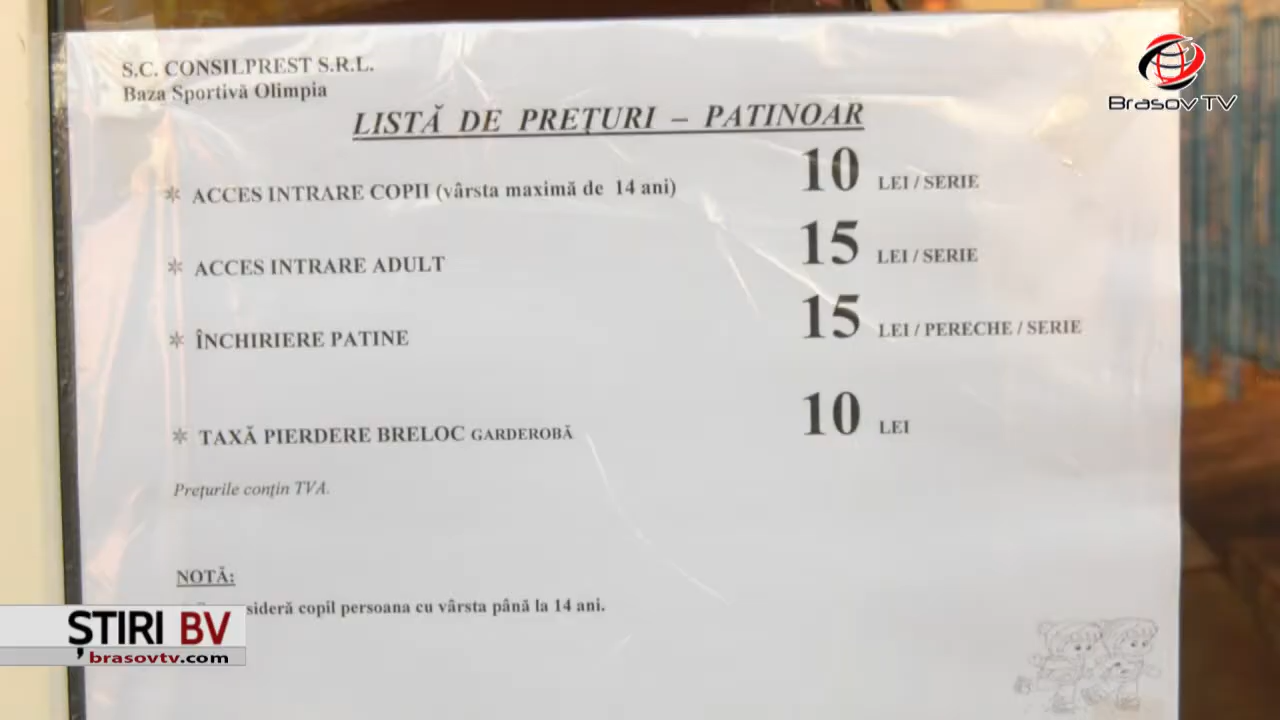 S.C. CONSILPREST S.R.L.
Baza Sportivă Olimpia
BrasovTV
LISTĂ DE PREȚURI – PATINOAR
* ACCES INTRARE COPII (vârsta maximă de 14 ani) 10 LEI / SERIE
* ACCES INTRARE ADULT 15 LEI / SERIE
* ÎNCHIRIERE PATINE 15 LEI / PERECHE / SERIE
* TAXĂ PIERDERE BRELOC GARDEROBĂ 10 LEI
Prețurile conțin TVA.
NOTĂ:
sideră copil persoana cu vârsta până la 14 ani.
ȘTIRI BV
brasovtv.com